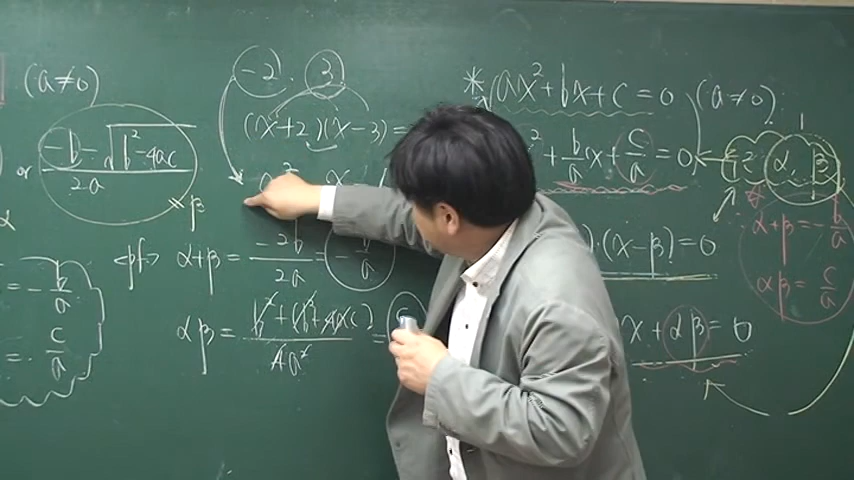 (a≠0)
or -b-√b²-4ac / 2a
= β
α
= -b/a
= c/a
-2 . 3
(x+2)(x-3) =
<pf> α+β = -2b/2a = -b/a
αβ = b²+(b²+4ac) / 4a² =
* ax²+bx+c=0 (a≠0)
² + b/a x + c/a = 0 α, β
)·(x-β)=0
α+β = -b/a
αβ = c/a
x + αβ = 0